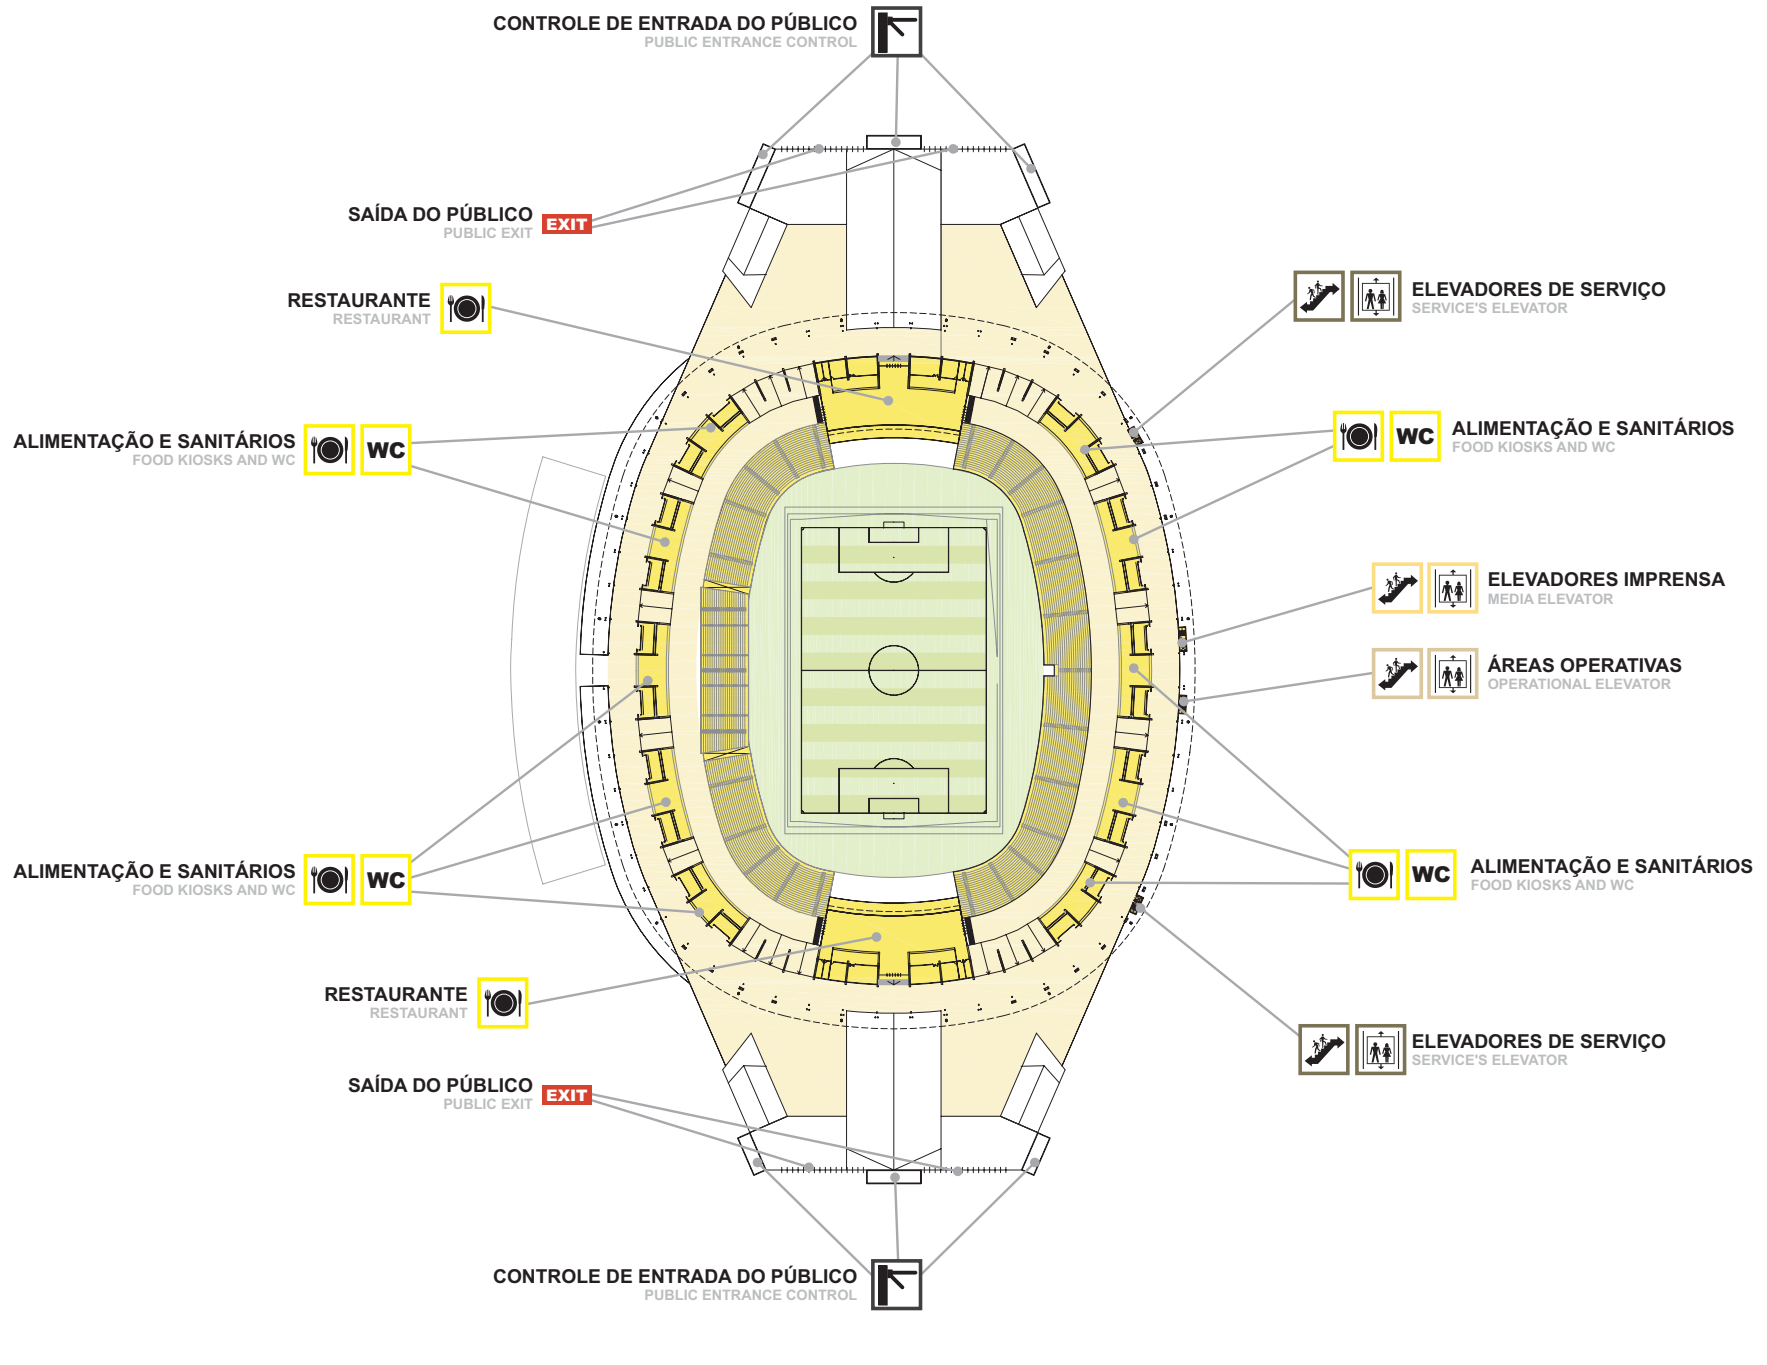 CONTROLE DE ENTRADA DO PÚBLICO
PUBLIC ENTRANCE CONTROL
SAÍDA DO PÚBLICO
PUBLIC EXIT
EXIT
RESTAURANTE
RESTAURANT
ELEVADORES DE SERVIÇO
SERVICE'S ELEVATOR
ALIMENTAÇÃO E SANITÁRIOS
FOOD KIOSKS AND WC
WC
WC
ALIMENTAÇÃO E SANITÁRIOS
FOOD KIOSKS AND WC
ELEVADORES IMPRENSA
MEDIA ELEVATOR
ÁREAS OPERATIVAS
OPERATIONAL ELEVATOR
ALIMENTAÇÃO E SANITÁRIOS
FOOD KIOSKS AND WC
WC
WC
ALIMENTAÇÃO E SANITÁRIOS
FOOD KIOSKS AND WC
RESTAURANTE
RESTAURANT
ELEVADORES DE SERVIÇO
SERVICE'S ELEVATOR
SAÍDA DO PÚBLICO
PUBLIC EXIT
EXIT
CONTROLE DE ENTRADA DO PÚBLICO
PUBLIC ENTRANCE CONTROL